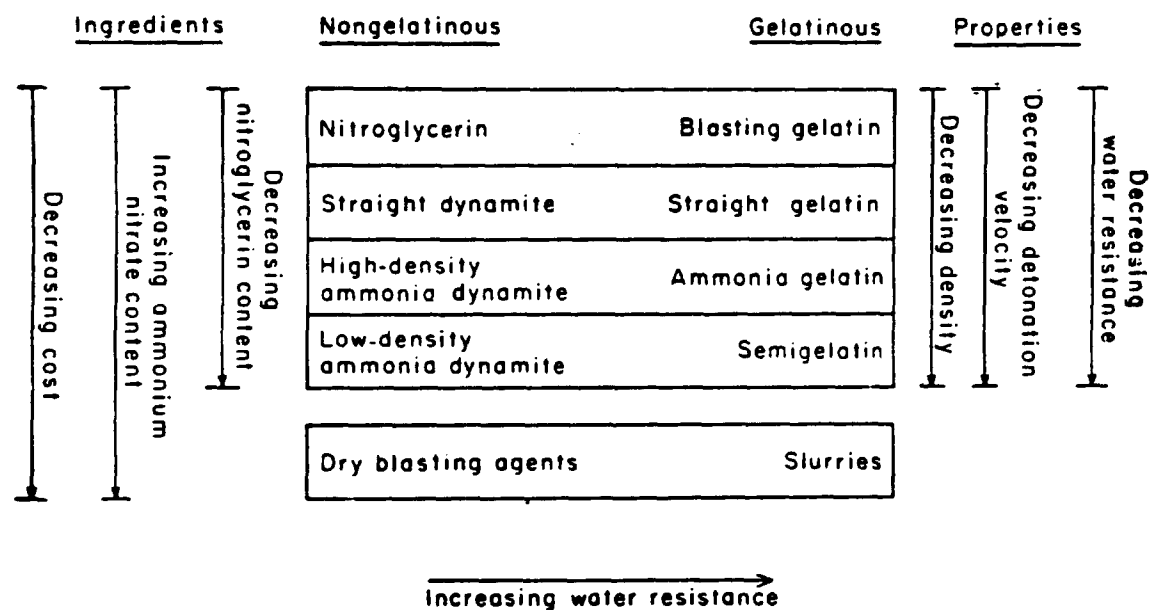 Ingredients
Nongelatinous
Gelatinous
Properties
Decreasing cost
Increasing ammonium
nitrate content
Decreasing
nitroglycerin content
Nitroglycerin
Blasting gelatin
Straight dynamite
Straight gelatin
High-density
ammonia dynamite
Ammonia gelatin
Low-density
ammonia dynamite
Semigelatin
Dry blasting agents
Slurries
Decreasing density
Decreasing detonation
velocity
Decreasing
water resistance
Increasing water resistance